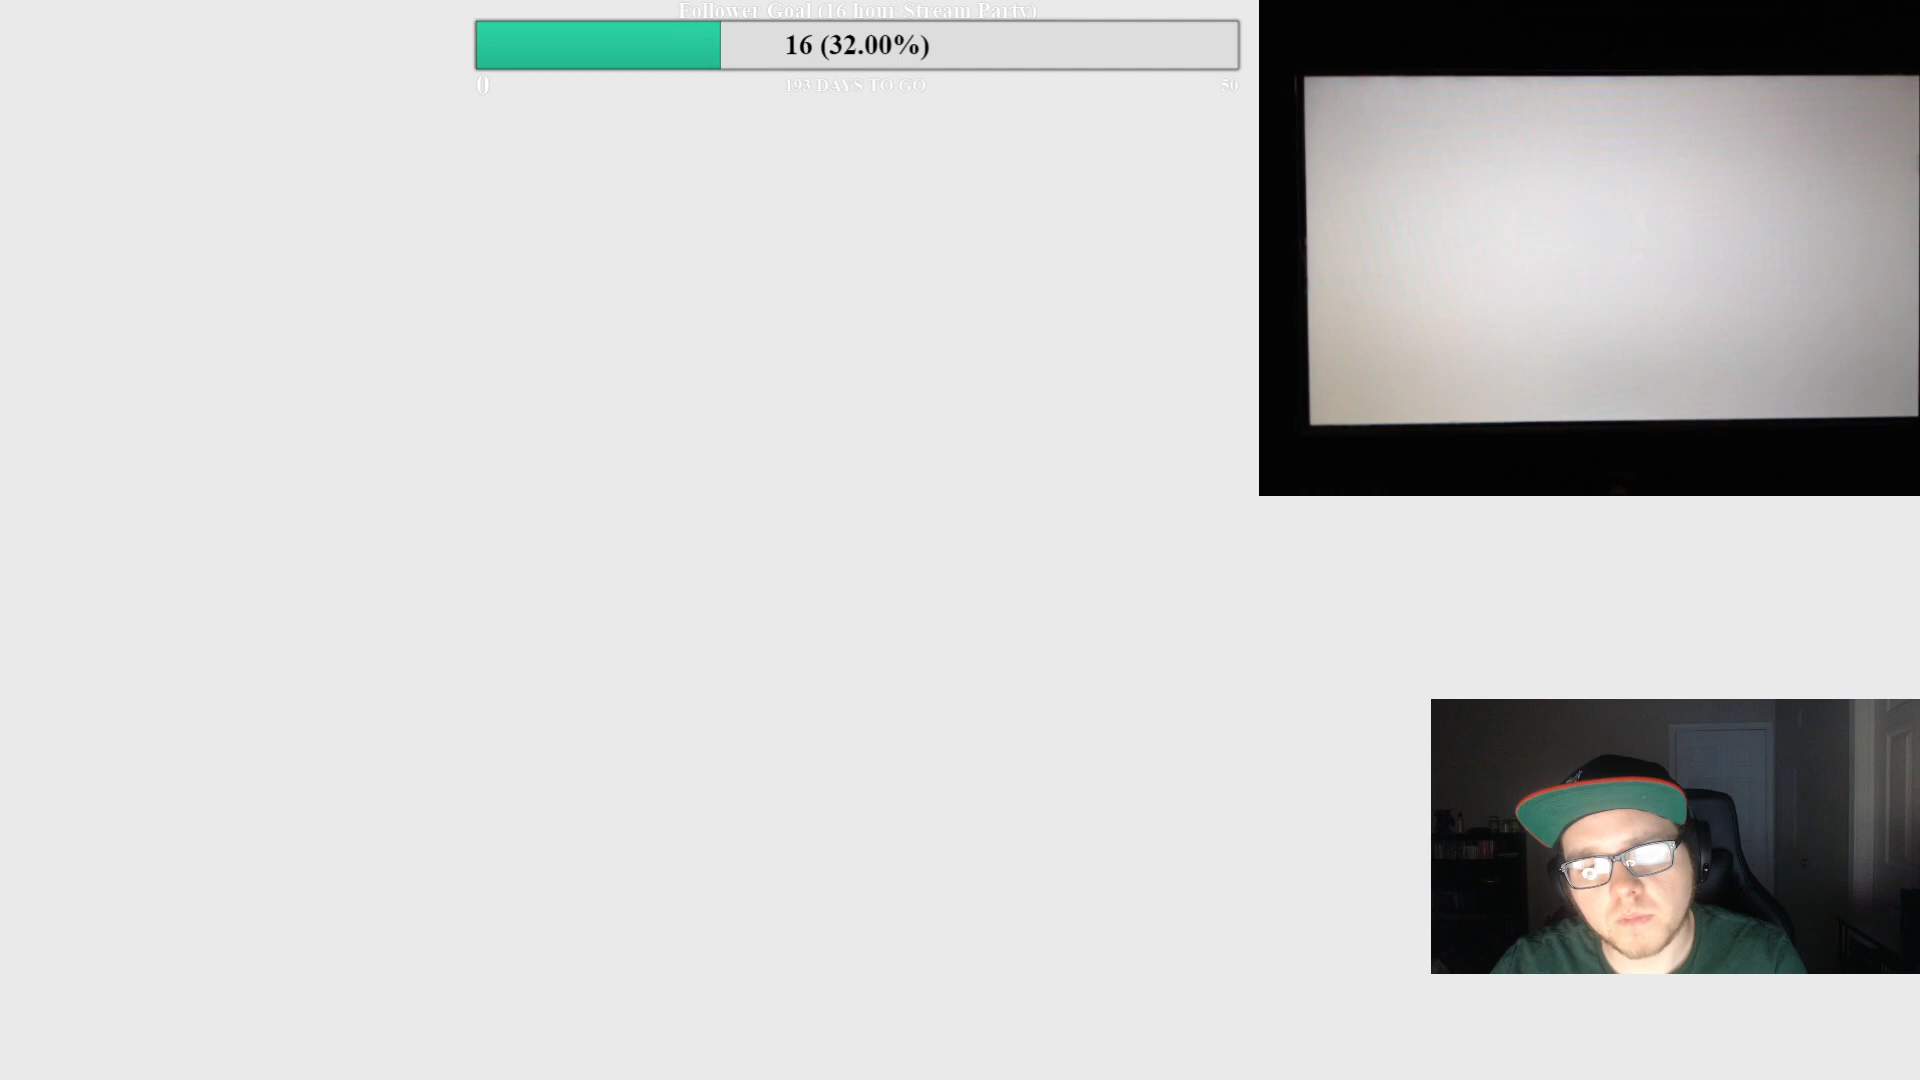 Follower Goal (16 hour Stream Party)
16 (32.00%)
0 193 DAYS TO GO 50